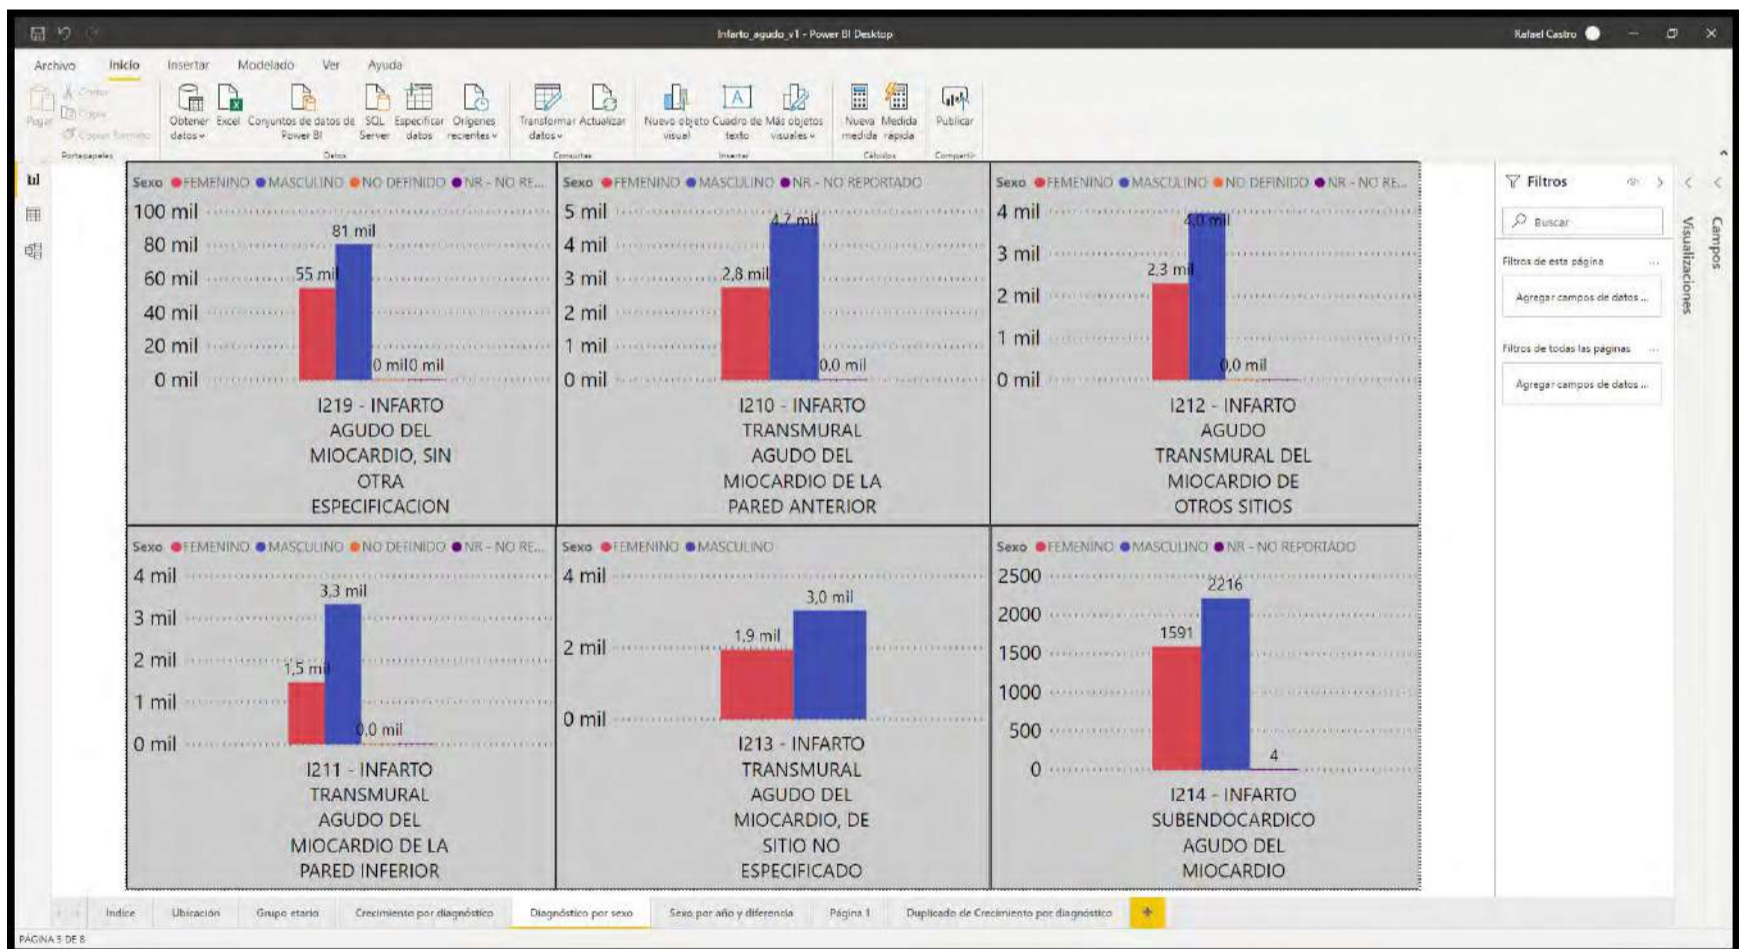 Infarto_agudo_v1 - Power BI Desktop
Rafael Castro
Archivo Inicio Insertar Modelado Ver Ayuda
Pegar
Cortar
Copiar
Copiar formato
Portapapeles
Obtener datos
Excel
Conjuntos de datos de Power BI
SQL Server
Especificar datos
Orígenes recientes
Datos
Transformar datos
Actualizar
Consultas
Nuevo objeto visual
Cuadro de texto
Más objetos visuales
Insertar
Nueva medida
Medida rápida
Cálculos
Publicar
Compartir
Sexo FEMENINO MASCULINO NO DEFINIDO NR - NO RE...
100 mil
80 mil
60 mil
40 mil
20 mil
0 mil
55 mil
81 mil
0 mil
0 mil
I219 - INFARTO
AGUDO DEL
MIOCARDIO, SIN
OTRA
ESPECIFICACION
Sexo FEMENINO MASCULINO NR - NO REPORTADO
5 mil
4 mil
3 mil
2 mil
1 mil
0 mil
2,8 mil
4,7 mil
0,0 mil
I210 - INFARTO
TRANSMURAL
AGUDO DEL
MIOCARDIO DE LA
PARED ANTERIOR
Sexo FEMENINO MASCULINO NO DEFINIDO NR - NO RE...
4 mil
3 mil
2 mil
1 mil
0 mil
2,3 mil
4,0 mil
0,0 mil
I212 - INFARTO
AGUDO
TRANSMURAL DEL
MIOCARDIO DE
OTROS SITIOS
Sexo FEMENINO MASCULINO NO DEFINIDO NR - NO RE...
4 mil
3 mil
2 mil
1 mil
0 mil
1,5 mil
3,3 mil
0,0 mil
I211 - INFARTO
TRANSMURAL
AGUDO DEL
MIOCARDIO DE LA
PARED INFERIOR
Sexo FEMENINO MASCULINO
4 mil
2 mil
0 mil
1,9 mil
3,0 mil
I213 - INFARTO
TRANSMURAL
AGUDO DEL
MIOCARDIO, DE
SITIO NO
ESPECIFICADO
Sexo FEMENINO MASCULINO NR - NO REPORTADO
2500
2000
1500
1000
500
0
1591
2216
4
I214 - INFARTO
SUBENDOCARDICO
AGUDO DEL
MIOCARDIO
Filtros
Buscar
Filtros de esta página ...
Agregar campos de datos ...
Filtros de todas las páginas ...
Agregar campos de datos ...
Visualizaciones
Campos
Indice Ubicación Grupo etario Crecimiento por diagnóstico Diagnóstico por sexo Sexo por año y diferencia Página 1 Duplicado de Crecimiento por diagnóstico +
PÁGINA 5 DE 8